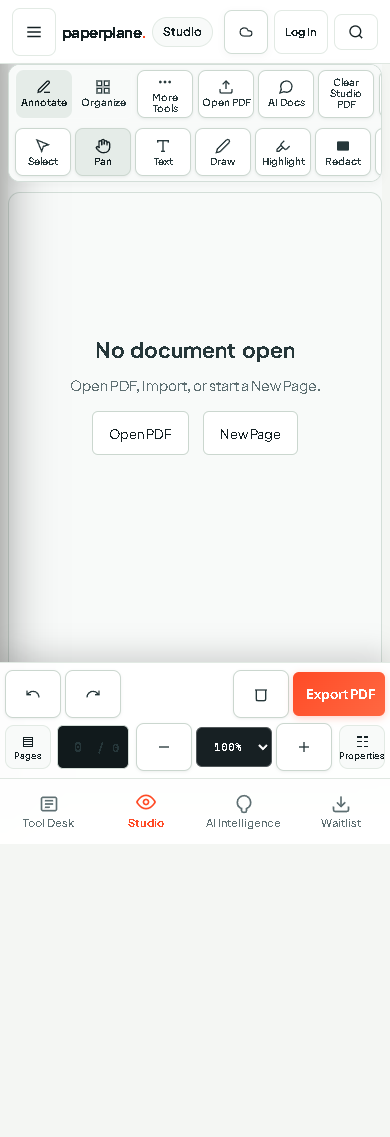 paperplane.
Studio
Log In
Annotate
Organize
More Tools
Open PDF
AI Docs
Clear Studio PDF
Select
Pan
Text
Draw
Highlight
Redact
No document open
Open PDF, Import, or start a New Page.
Open PDF
New Page
Export PDF
Pages
0 / 0
100%
Properties
Tool Desk
Studio
AI Intelligence
Waitlist